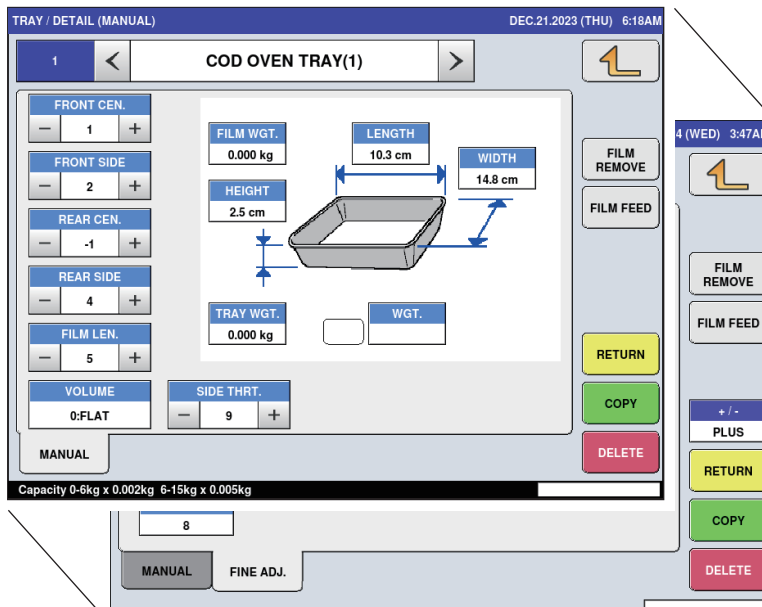 TRAY / DETAIL (MANUAL) DEC.21.2023 (THU) 6:18AM
1 < COD OVEN TRAY(1) >
FRONT CEN.
− 1 +
FRONT SIDE
− 2 +
REAR CEN.
− -1 +
REAR SIDE
− 4 +
FILM LEN.
− 5 +
VOLUME
0:FLAT
SIDE THRT.
− 9 +
FILM WGT.
0.000 kg
LENGTH
10.3 cm
WIDTH
14.8 cm
HEIGHT
2.5 cm
TRAY WGT.
0.000 kg
WGT.
FILM
REMOVE
FILM FEED
RETURN
COPY
DELETE
MANUAL
Capacity 0-6kg x 0.002kg 6-15kg x 0.005kg
4 (WED) 3:47A
FILM
REMOVE
FILM FEED
+ / -
PLUS
RETURN
COPY
DELETE
8
MANUAL FINE ADJ.